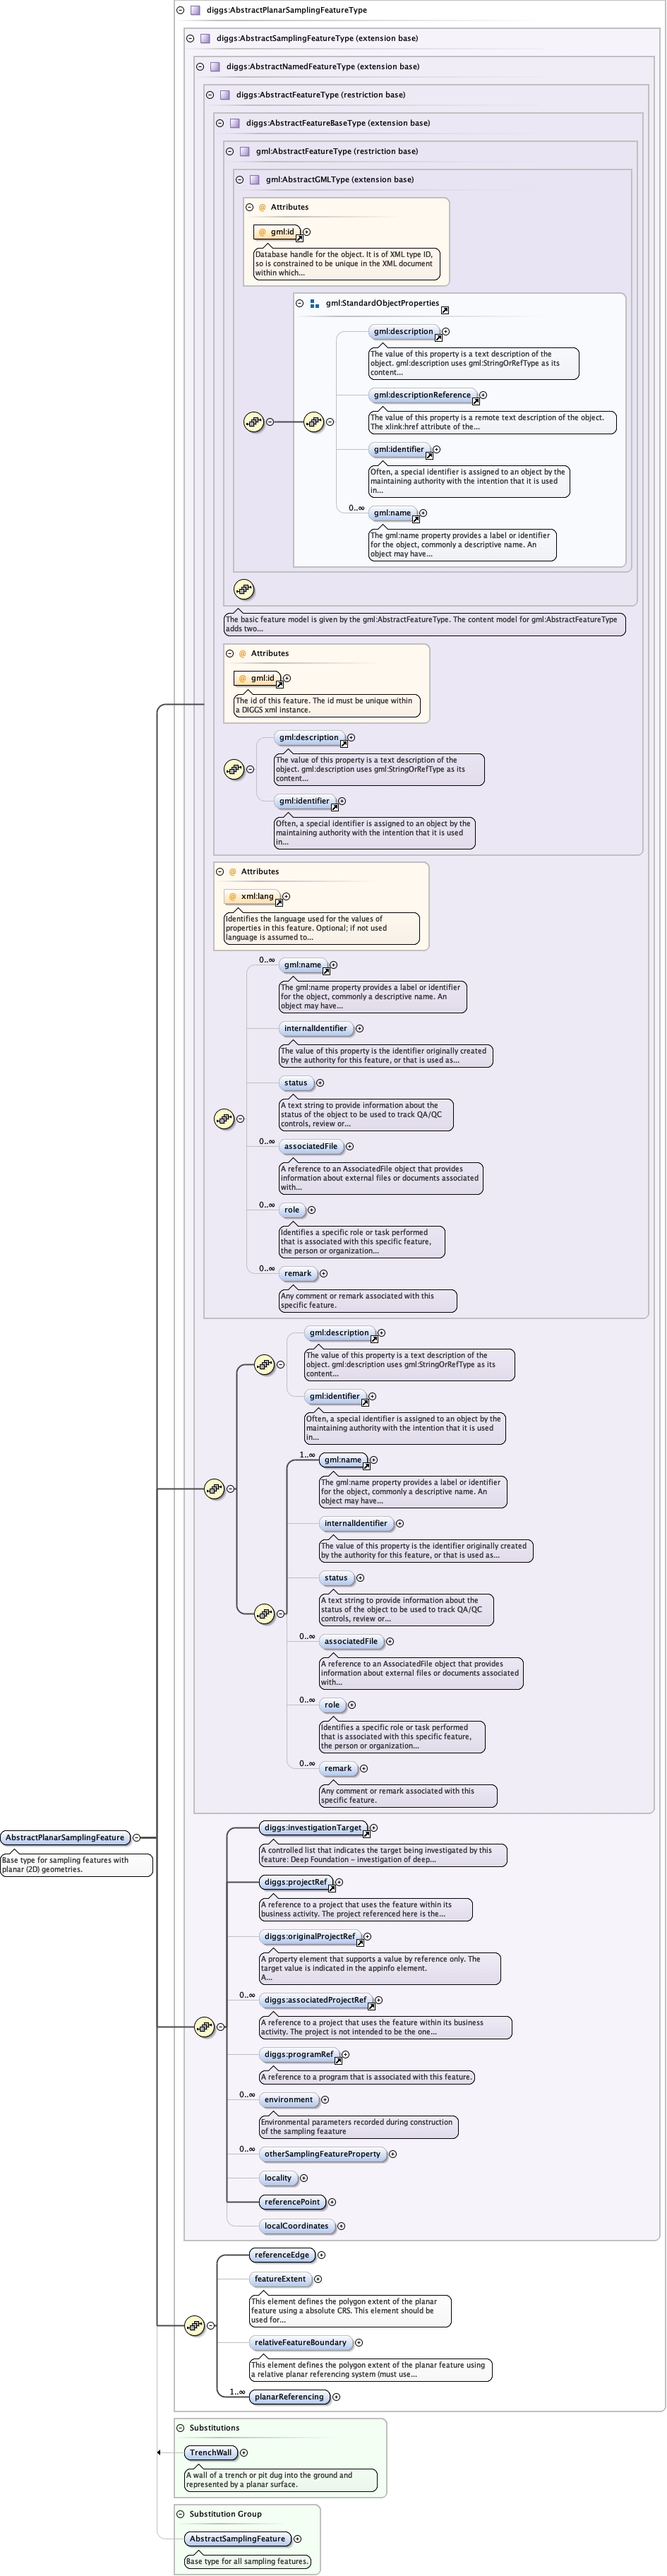 diggs:AbstractPlanarSamplingFeatureType
diggs:AbstractSamplingFeatureType (extension base)
diggs:AbstractNamedFeatureType (extension base)
diggs:AbstractFeatureType (restriction base)
diggs:AbstractFeatureBaseType (extension base)
gml:AbstractFeatureType (restriction base)
gml:AbstractGMLType (extension base)
@ Attributes
@ gml:id
Database handle for the object. It is of XML type ID,
so is constrained to be unique in the XML document
within which...
gml:StandardObjectProperties
gml:description
The value of this property is a text description of the
object. gml:description uses gml:StringOrRefType as its
content...
gml:descriptionReference
The value of this property is a remote text description of the object.
The xlink:href attribute of the...
gml:identifier
Often, a special identifier is assigned to an object by the
maintaining authority with the intention that it is used
in...
0..∞
gml:name
The gml:name property provides a label or identifier
for the object, commonly a descriptive name. An
object may have...
The basic feature model is given by the gml:AbstractFeatureType. The content model for gml:AbstractFeatureType
adds two...
@ Attributes
@ gml:id
The id of this feature. The id must be unique within
a DIGGS xml instance.
gml:description
The value of this property is a text description of the
object. gml:description uses gml:StringOrRefType as its
content...
gml:identifier
Often, a special identifier is assigned to an object by the
maintaining authority with the intention that it is used
in...
@ Attributes
@ xml:lang
Identifies the language used for the values of
properties in this feature. Optional; if not used
language is assumed to...
0..∞
gml:name
The gml:name property provides a label or identifier
for the object, commonly a descriptive name. An
object may have...
internalIdentifier
The value of this property is the identifier originally created
by the authority for this feature, or that is used as...
status
A text string to provide information about the
status of the object to be used to track QA/QC
controls, review or...
0..∞
associatedFile
A reference to an AssociatedFile object that provides
information about external files or documents associated
with...
0..∞
role
Identifies a specific role or task performed
that is associated with this specific feature,
the person or organization...
0..∞
remark
Any comment or remark associated with this
specific feature.
gml:description
The value of this property is a text description of the
object. gml:description uses gml:StringOrRefType as its
content...
gml:identifier
Often, a special identifier is assigned to an object by the
maintaining authority with the intention that it is used
in...
1..∞
gml:name
The gml:name property provides a label or identifier
for the object, commonly a descriptive name. An
object may have...
internalIdentifier
The value of this property is the identifier originally created
by the authority for this feature, or that is used as...
status
A text string to provide information about the
status of the object to be used to track QA/QC
controls, review or...
0..∞
associatedFile
A reference to an AssociatedFile object that provides
information about external files or documents associated
with...
0..∞
role
Identifies a specific role or task performed
that is associated with this specific feature,
the person or organization...
0..∞
remark
Any comment or remark associated with this
specific feature.
AbstractPlanarSamplingFeature
Base type for sampling features with
planar (2D) geometries.
diggs:investigationTarget
A controlled list that indicates the target being investigated by this
feature: Deep Foundation - investigation of deep...
diggs:projectRef
A reference to a project that uses the feature within its
business activity. The project referenced here is the...
diggs:originalProjectRef
A property element that supports a value by reference only. The
target value is indicated in the appinfo element.
A...
0..∞
diggs:associatedProjectRef
A reference to a project that uses the feature within its business
activity. The project is not intended to be the one...
diggs:programRef
A reference to a program that is associated with this feature.
0..∞
environment
Environmental parameters recorded during construction
of the sampling feaature
0..∞
otherSamplingFeatureProperty
locality
referencePoint
localCoordinates
referenceEdge
featureExtent
This element defines the polygon extent of the planar
feature using a absolute CRS. This element should be
used for...
relativeFeatureBoundary
This element defines the polygon extent of the planar feature using
a relative planar referencing system (must use...
1..∞
planarReferencing
Substitutions
TrenchWall
A wall of a trench or pit dug into the ground and
represented by a planar surface.
Substitution Group
AbstractSamplingFeature
Base type for all sampling features.